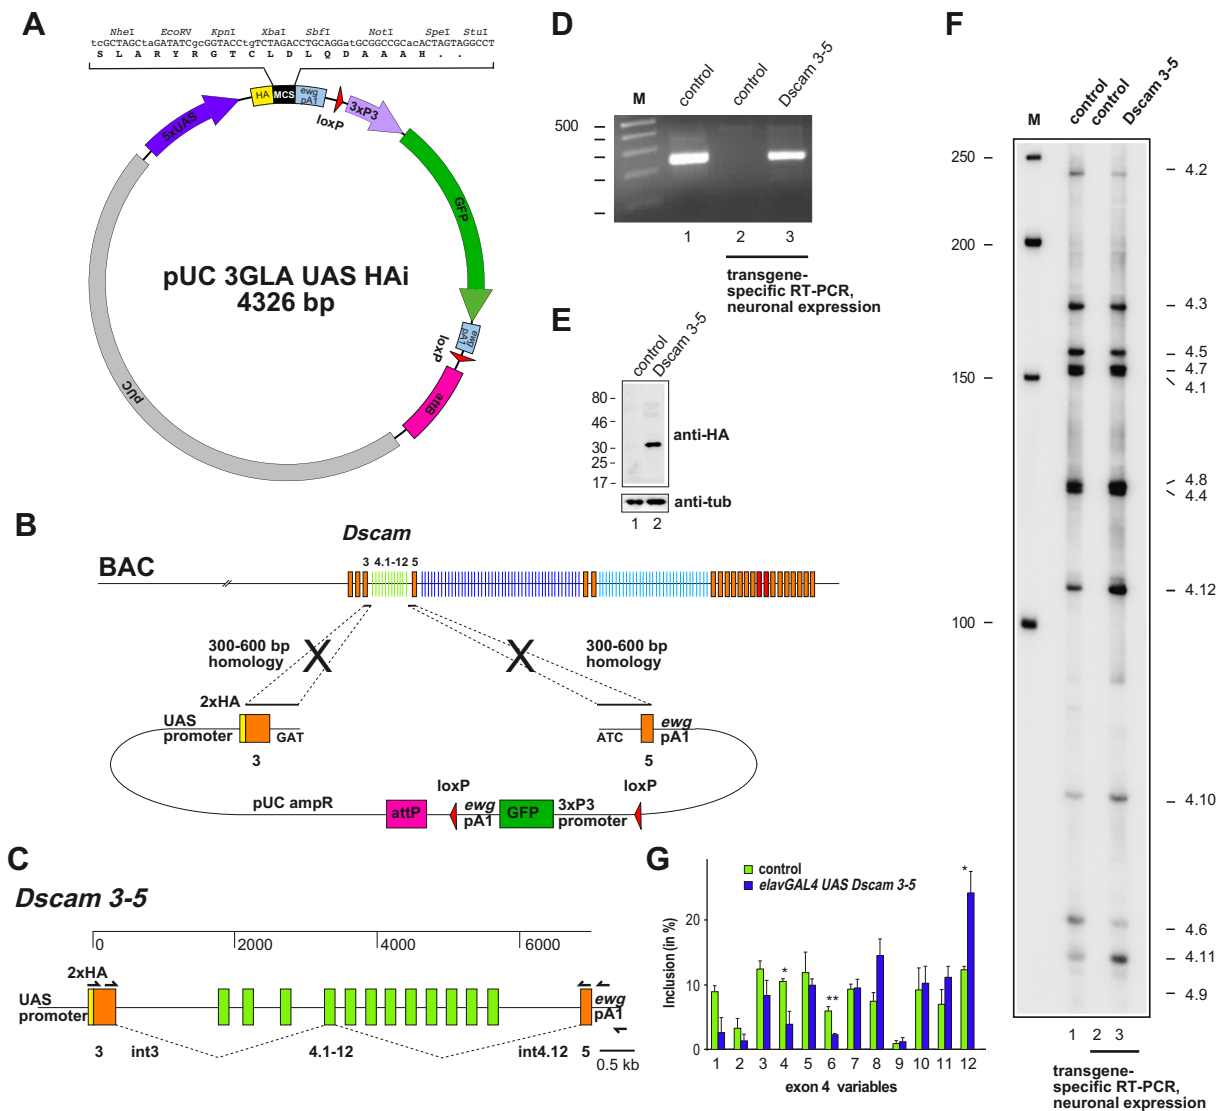 A
NheI EcoRV KpnI XbaI SbfI NotI SpeI StuI
tcGCTAGCtaGATATCgcGGTACCtgTCTAGACCTGCAGGatGCGGCCGCacACTAGTAGGCCT
S L A R Y R G T C L D L Q D A A A H . .
HA MCS ewg pA1
loxP
3xP3
5xUAS
GFP
pUC 3GLA UAS HAi
4326 bp
ewg pA1
loxP
attB
pUC
B
Dscam
BAC
3 4.1-12 5
300-600 bp
homology
300-600 bp
homology
2xHA
UAS
promoter
GAT
3
ATC
5
ewg
pA1
pUC ampR
attP
loxP
ewg
pA1
GFP
3xP3
promoter
loxP
C
Dscam 3-5
0 2000 4000 6000
2xHA
UAS
promoter
ewg
pA1
3 int3 4.1-12 int4.12 5
0.5 kb
D
M control control Dscam 3-5
500
1 2 3
transgene-
specific RT-PCR,
neuronal expression
E
control Dscam 3-5
80
46
30
25
17
anti-HA
anti-tub
1 2
F
M control control Dscam 3-5
250
200
150
100
4.2
4.3
4.5
4.7
4.1
4.8
4.4
4.12
4.10
4.6
4.11
4.9
1 2 3
transgene-
specific RT-PCR,
neuronal expression
G
control
elavGAL4 UAS Dscam 3-5
Inclusion (in %)
20
10
0
* ** *
1 2 3 4 5 6 7 8 9 10 11 12
exon 4 variables